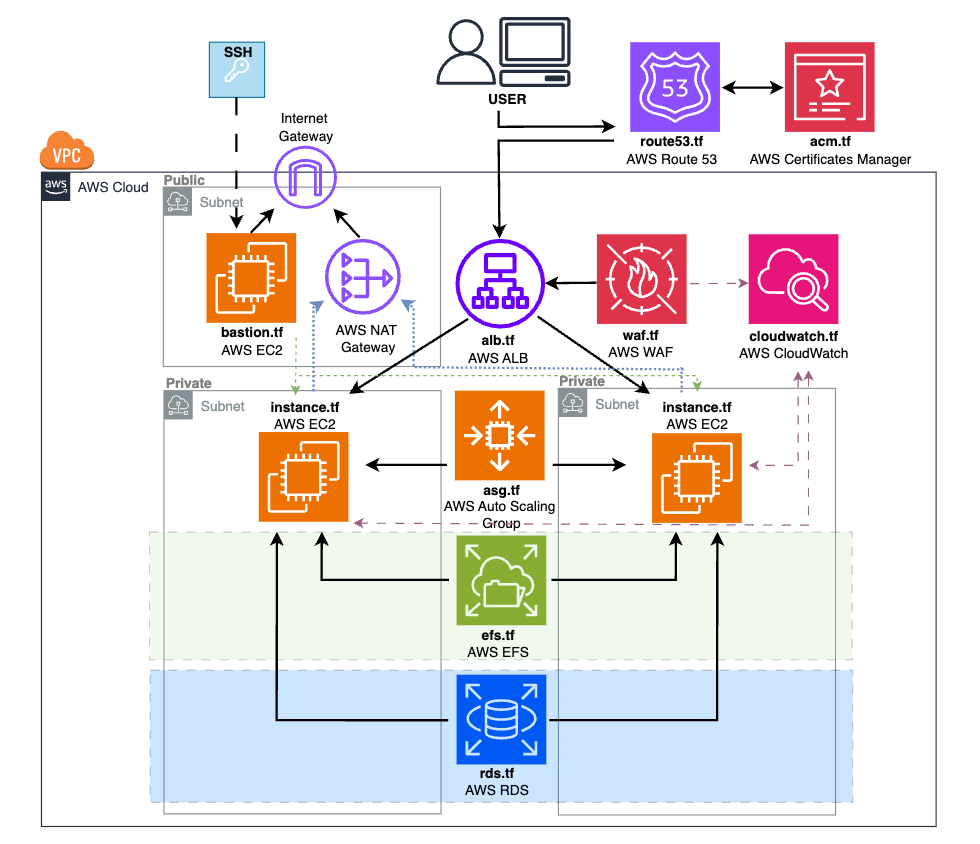 SSH
USER
53
route53.tf
AWS Route 53
acm.tf
AWS Certificates Manager
Internet
Gateway
VPC
aws
AWS Cloud
Public
Subnet
bastion.tf
AWS EC2
AWS NAT
Gateway
alb.tf
AWS ALB
waf.tf
AWS WAF
cloudwatch.tf
AWS CloudWatch
Private
Subnet
instance.tf
AWS EC2
Private
Subnet
instance.tf
AWS EC2
asg.tf
AWS Auto Scaling
Group
efs.tf
AWS EFS
rds.tf
AWS RDS